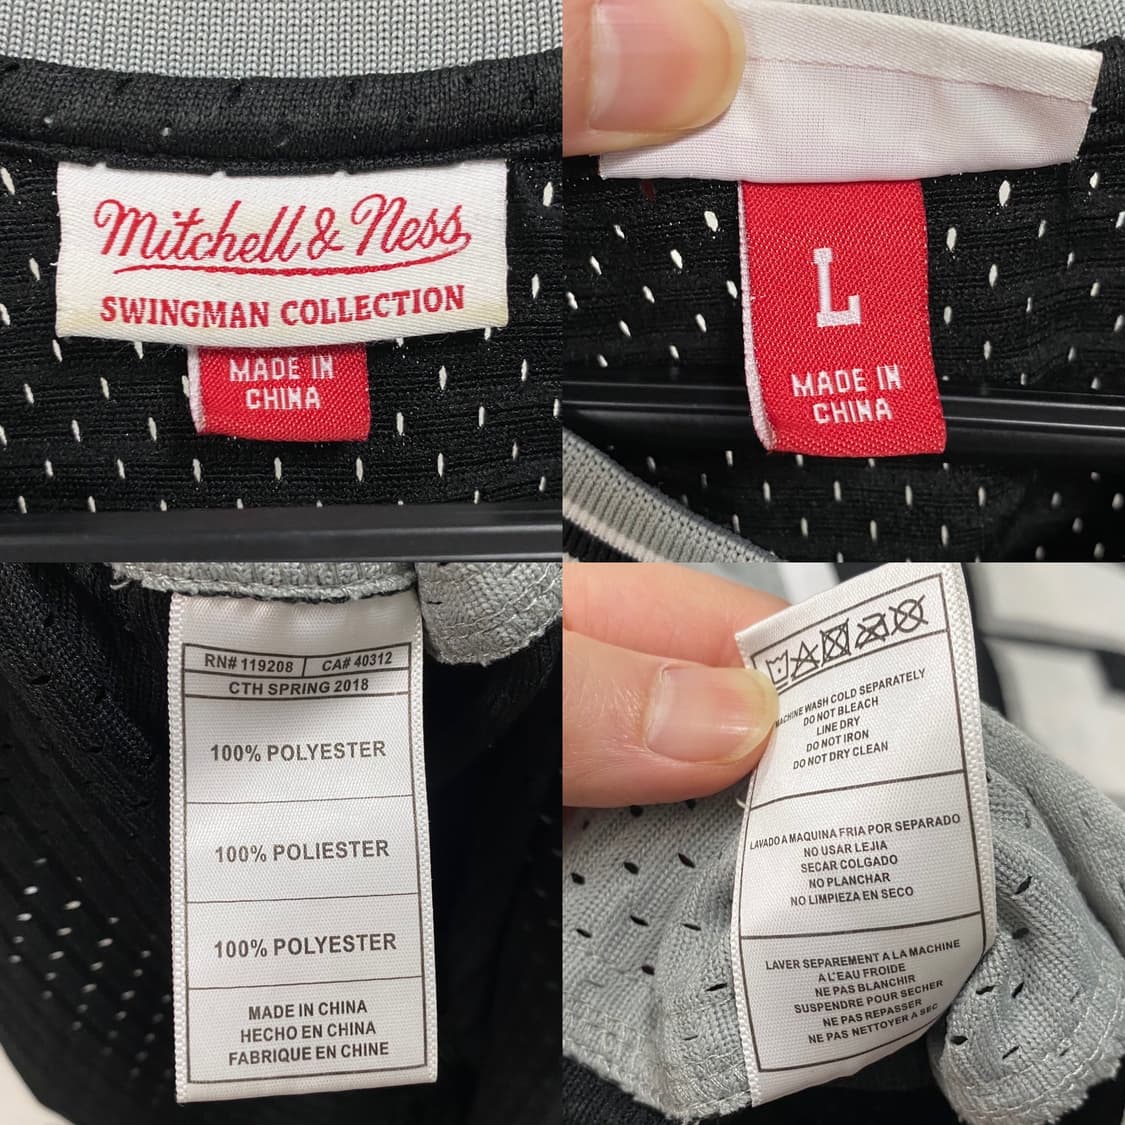 Mitchell & Ness
SWINGMAN COLLECTION
MADE IN
CHINA
L
MADE IN
CHINA
RN# 119208 CA# 40312
CTH SPRING 2018
100% POLYESTER
100% POLIESTER
100% POLYESTER
MADE IN CHINA
HECHO EN CHINA
FABRIQUE EN CHINE
MACHINE WASH COLD SEPARATELY
DO NOT BLEACH
LINE DRY
DO NOT IRON
DO NOT DRY CLEAN
LAVADO A MAQUINA FRIA POR SEPARADO
NO USAR LEJIA
SECAR COLGADO
NO PLANCHAR
NO LIMPIEZA EN SECO
LAVER SEPAREMENT A LA MACHINE
A L'EAU FROIDE
NE PAS BLANCHIR
SUSPENDRE POUR SECHER
NE PAS REPASSER
NE PAS NETTOYER A SEC